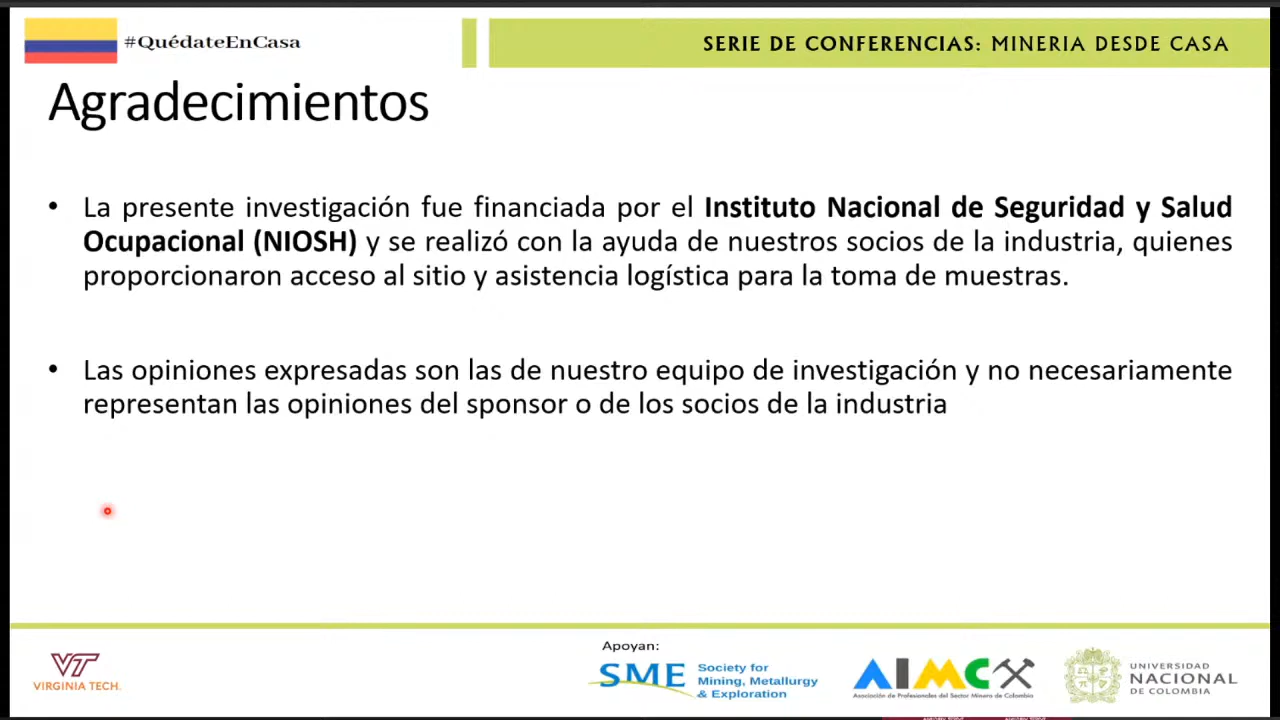 #QuédateEnCasa
SERIE DE CONFERENCIAS: MINERIA DESDE CASA
Agradecimientos
• La presente investigación fue financiada por el Instituto Nacional de Seguridad y Salud
Ocupacional (NIOSH) y se realizó con la ayuda de nuestros socios de la industria, quienes
proporcionaron acceso al sitio y asistencia logística para la toma de muestras.
• Las opiniones expresadas son las de nuestro equipo de investigación y no necesariamente
representan las opiniones del sponsor o de los socios de la industria
VT
VIRGINIA TECH.
Apoyan:
SME
Society for
Mining, Metallurgy
& Exploration
AIMC
Asociación de Profesionales del Sector Minero de Colombia
UNIVERSIDAD
NACIONAL
DE COLOMBIA